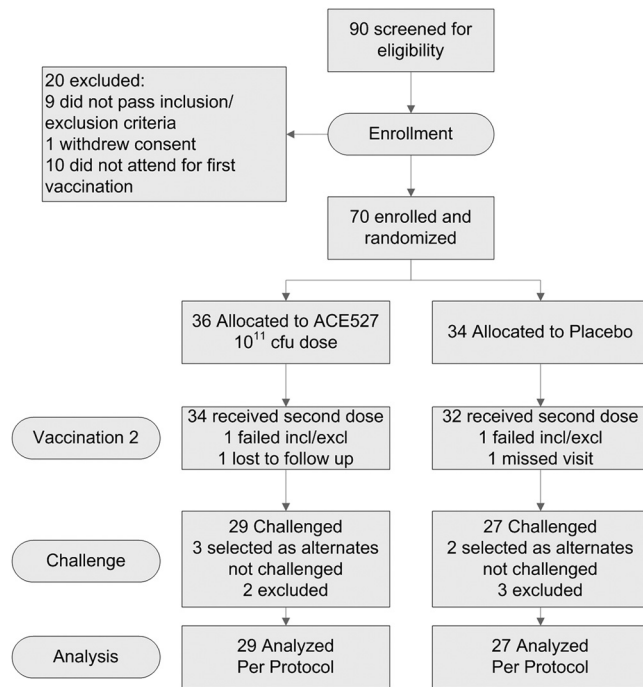 90 screened for
eligibility
20 excluded:
9 did not pass inclusion/
exclusion criteria
1 withdrew consent
10 did not attend for first
vaccination
Enrollment
70 enrolled and
randomized
36 Allocated to ACE527
10¹¹ cfu dose
34 Allocated to Placebo
Vaccination 2
34 received second dose
1 failed incl/excl
1 lost to follow up
32 received second dose
1 failed incl/excl
1 missed visit
Challenge
29 Challenged
3 selected as alternates
not challenged
2 excluded
27 Challenged
2 selected as alternates
not challenged
3 excluded
Analysis
29 Analyzed
Per Protocol
27 Analyzed
Per Protocol